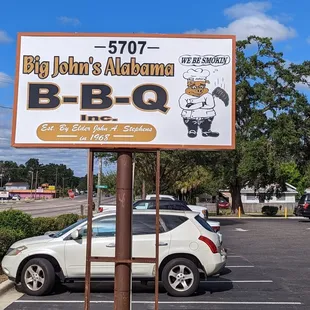 -5707-
Big John's Alabama
WE BE SMOKIN
B-B-Q
Inc.
Est. By Elder John A. Stephens
in 1968